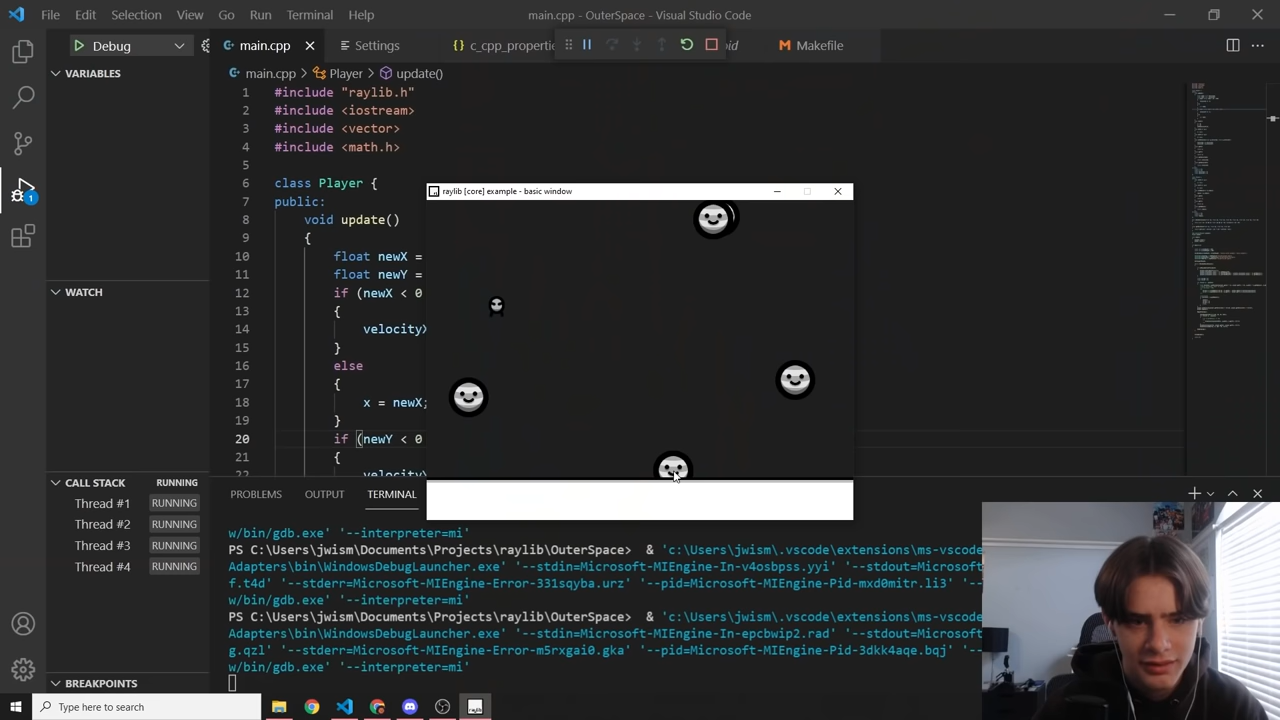 File Edit Selection View Go Run Terminal Help
main.cpp - OuterSpace - Visual Studio Code
Debug
main.cpp
Settings
c_cpp_propertie
Makefile
VARIABLES
main.cpp > Player > update()
1 #include "raylib.h"
2 #include <iostream>
3 #include <vector>
4 #include <math.h>
5
6 class Player {
7 public:
8 void update()
9 {
10 float newX =
11 float newY =
12 if (newX < 0
13 {
14 velocityX
15 }
16 else
17 {
18 x = newX;
19 }
20 if (newY < 0
21 {
22 velocityY
raylib [core] example - basic window
WATCH
CALL STACK RUNNING
Thread #1 RUNNING
Thread #2 RUNNING
Thread #3 RUNNING
Thread #4 RUNNING
BREAKPOINTS
1
PROBLEMS OUTPUT TERMINAL
w/bin/gdb.exe' '--interpreter=mi'
PS C:\Users\jwism\Documents\Projects\raylib\OuterSpace> & 'c:\Users\jwism\.vscode\extensions\ms-vscode
Adapters\bin\WindowsDebugLauncher.exe' '--stdin=Microsoft-MIEngine-In-v4osbpss.yyi' '--stdout=Microsof
f.t4d' '--stderr=Microsoft-MIEngine-Error-331sqyba.urz' '--pid=Microsoft-MIEngine-Pid-mxd0mitr.li3' '--
w/bin/gdb.exe' '--interpreter=mi'
PS C:\Users\jwism\Documents\Projects\raylib\OuterSpace> & 'c:\Users\jwism\.vscode\extensions\ms-vscode
Adapters\bin\WindowsDebugLauncher.exe' '--stdin=Microsoft-MIEngine-In-epcbwip2.rad' '--stdout=Microsof
g.qzl' '--stderr=Microsoft-MIEngine-Error-m5rxgai0.gka' '--pid=Microsoft-MIEngine-Pid-3dkk4aqe.bqj' '--
w/bin/gdb.exe' '--interpreter=mi'
Type here to search